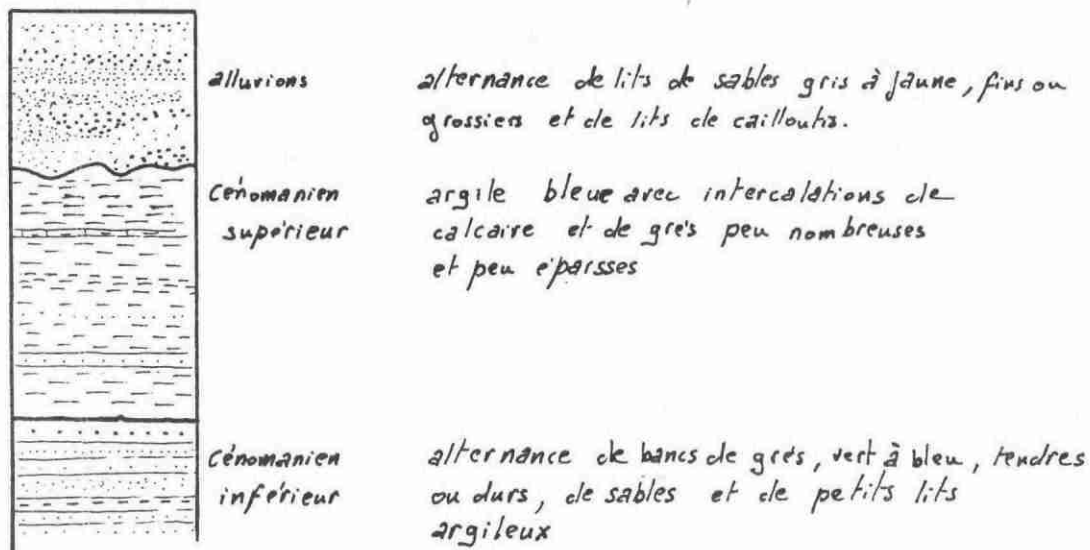 alluvions
alternance de lits de sables gris à jaune, fins ou
grossiers et de lits de cailloutis.
Cénomanien
supérieur
argile bleue avec intercalations de
calcaire et de grès peu nombreuses
et peu éparsses
Cénomanien
inférieur
alternance de bancs de grès, vert à bleu, tendres
ou durs, de sables et de petits lits
argileux